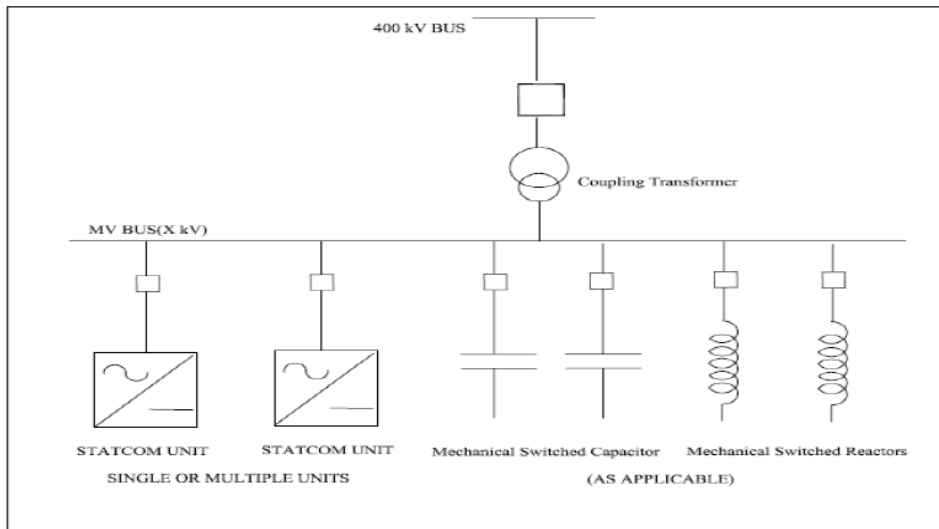 400 kV BUS
Coupling Transformer
MV BUS(X kV)
STATCOM UNIT
STATCOM UNIT
Mechanical Switched Capacitor
Mechanical Switched Reactors
SINGLE OR MULTIPLE UNITS
(AS APPLICABLE)